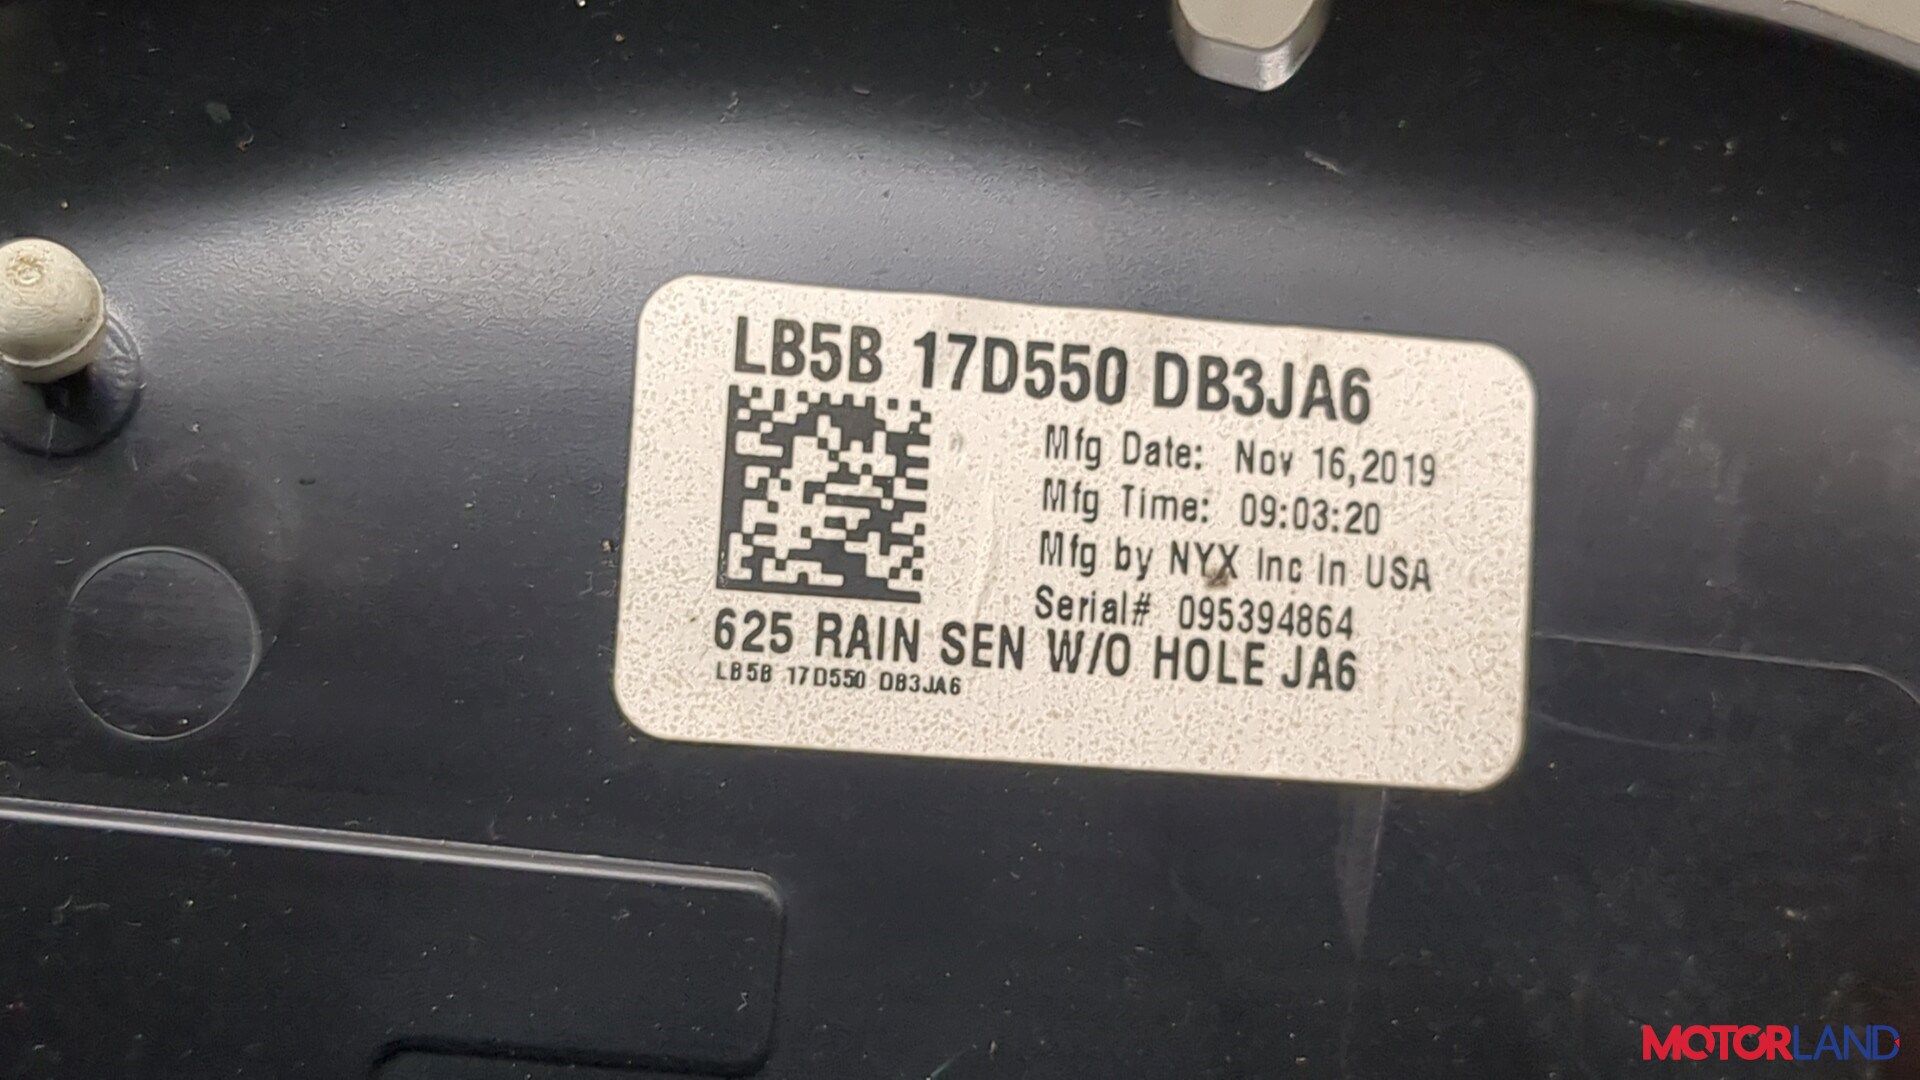 LB5B 17D550 DB3JA6
Mfg Date: Nov 16,2019
Mfg Time: 09:03:20
Mfg by NYX Inc In USA
Serial# 095394864
625 RAIN SEN W/O HOLE JA6
LB5B 17D550 DB3JA6
MOTORLAND